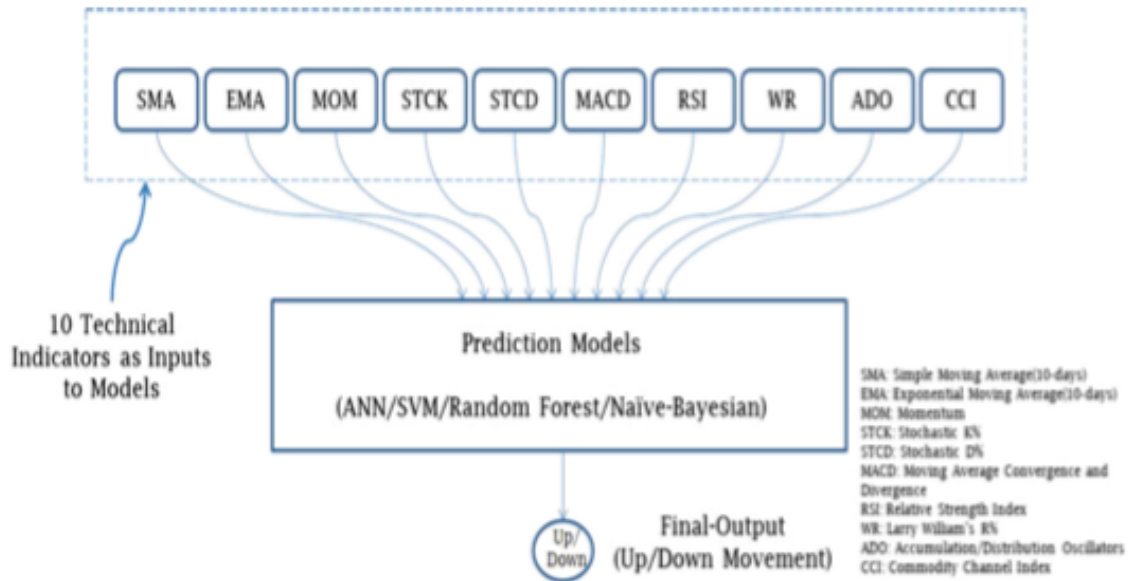 SMA EMA MOM STCK STCD MACD RSI WR ADO CCI
10 Technical
Indicators as Inputs
to Models
Prediction Models
(ANN/SVM/Random Forest/Naïve-Bayesian)
SMA: Simple Moving Average(10-days)
EMA: Exponential Moving Average(10-days)
MOM: Momentum
STCK: Stochastic K%
STCD: Stochastic D%
MACD: Moving Average Convergence and
Divergence
RSI: Relative Strength Index
WR: Larry William's R%
ADO: Accumulation/Distribution Oscillators
CCI: Commodity Channel Index
Up/
Down
Final-Output
(Up/Down Movement)